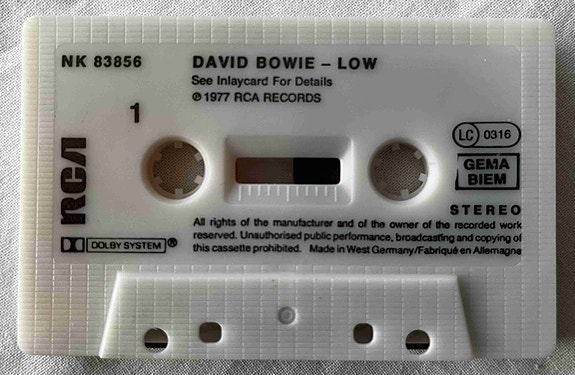 NK 83856
DAVID BOWIE – LOW
See Inlaycard For Details
℗ 1977 RCA RECORDS
1
LC 0316
GEMA
BIEM
RCA
STEREO
All rights of the manufacturer and of the owner of the recorded work
reserved. Unauthorised public performance, broadcasting and copying of
this cassette prohibited. Made in West Germany/Fabriqué en Allemagne
DOLBY SYSTEM ®